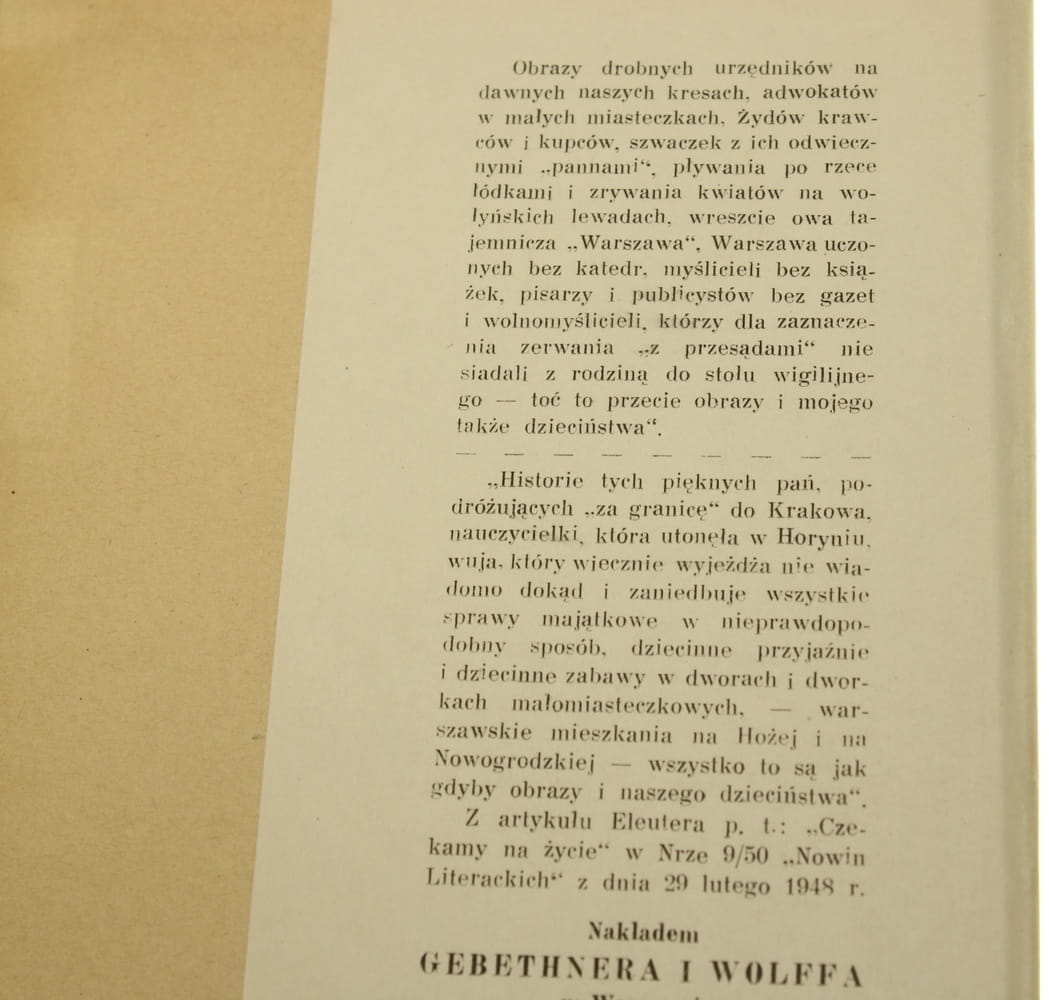 Obrazy drobnych urzędników na
dawnych naszych kresach, adwokatów
w małych miasteczkach, Żydów kraw-
ców i kupców, szwaczek z ich odwiecz-
nymi „pannami“, pływania po rzece
łódkami i zrywania kwiatów na wo-
łyńskich lewadach, wreszcie owa ta-
jemnicza „Warszawa“, Warszawa uczo-
nych bez katedr, myślicieli bez ksią-
żek, pisarzy i publicystów bez gazet
i wolnomyślicieli, którzy dla zaznacze-
nia zerwania „z przesądami“ nie
siadali z rodziną do stołu wigilijne-
go — toć to przecie obrazy i mojego
także dzieciństwa“.
— — — — — — — — —
„Historie tych pięknych pań, po-
dróżujących „za granicę“ do Krakowa,
nauczycielki, która utonęła w Horyniu,
wuja, który wiecznie wyjeżdża nie wia-
domo dokąd i zaniedbuje wszystkie
sprawy majątkowe w nieprawdopo-
dobny sposób, dziecinne przyjaźnie
i dziecinne zabawy w dworach i dwor-
kach małomiasteczkowych, — war-
szawskie mieszkania na Hożej i na
Nowogrodzkiej — wszystko to są jak
gdyby obrazy i naszego dzieciństwa“.
Z artykułu Eleutera p. t.: „Cze-
kamy na życie“ w Nrze 9/50 „Nowin
Literackich“ z dnia 29 lutego 1948 r.
Nakładem
GEBETHNERA I WOLFFA